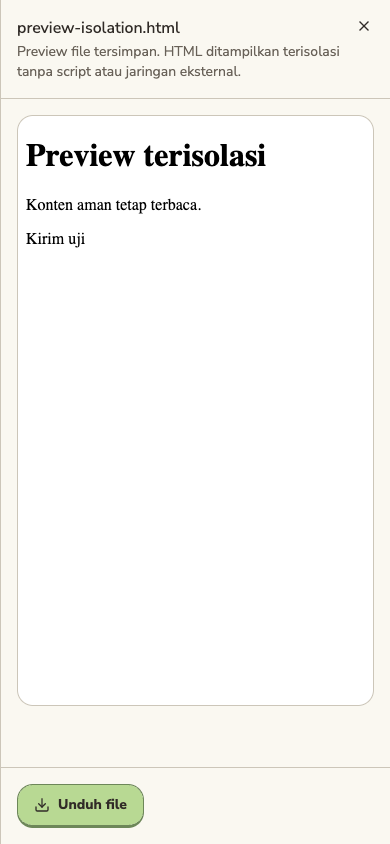 preview-isolation.html
Preview file tersimpan. HTML ditampilkan terisolasi
tanpa script atau jaringan eksternal.
Preview terisolasi
Konten aman tetap terbaca.
Kirim uji
Unduh file